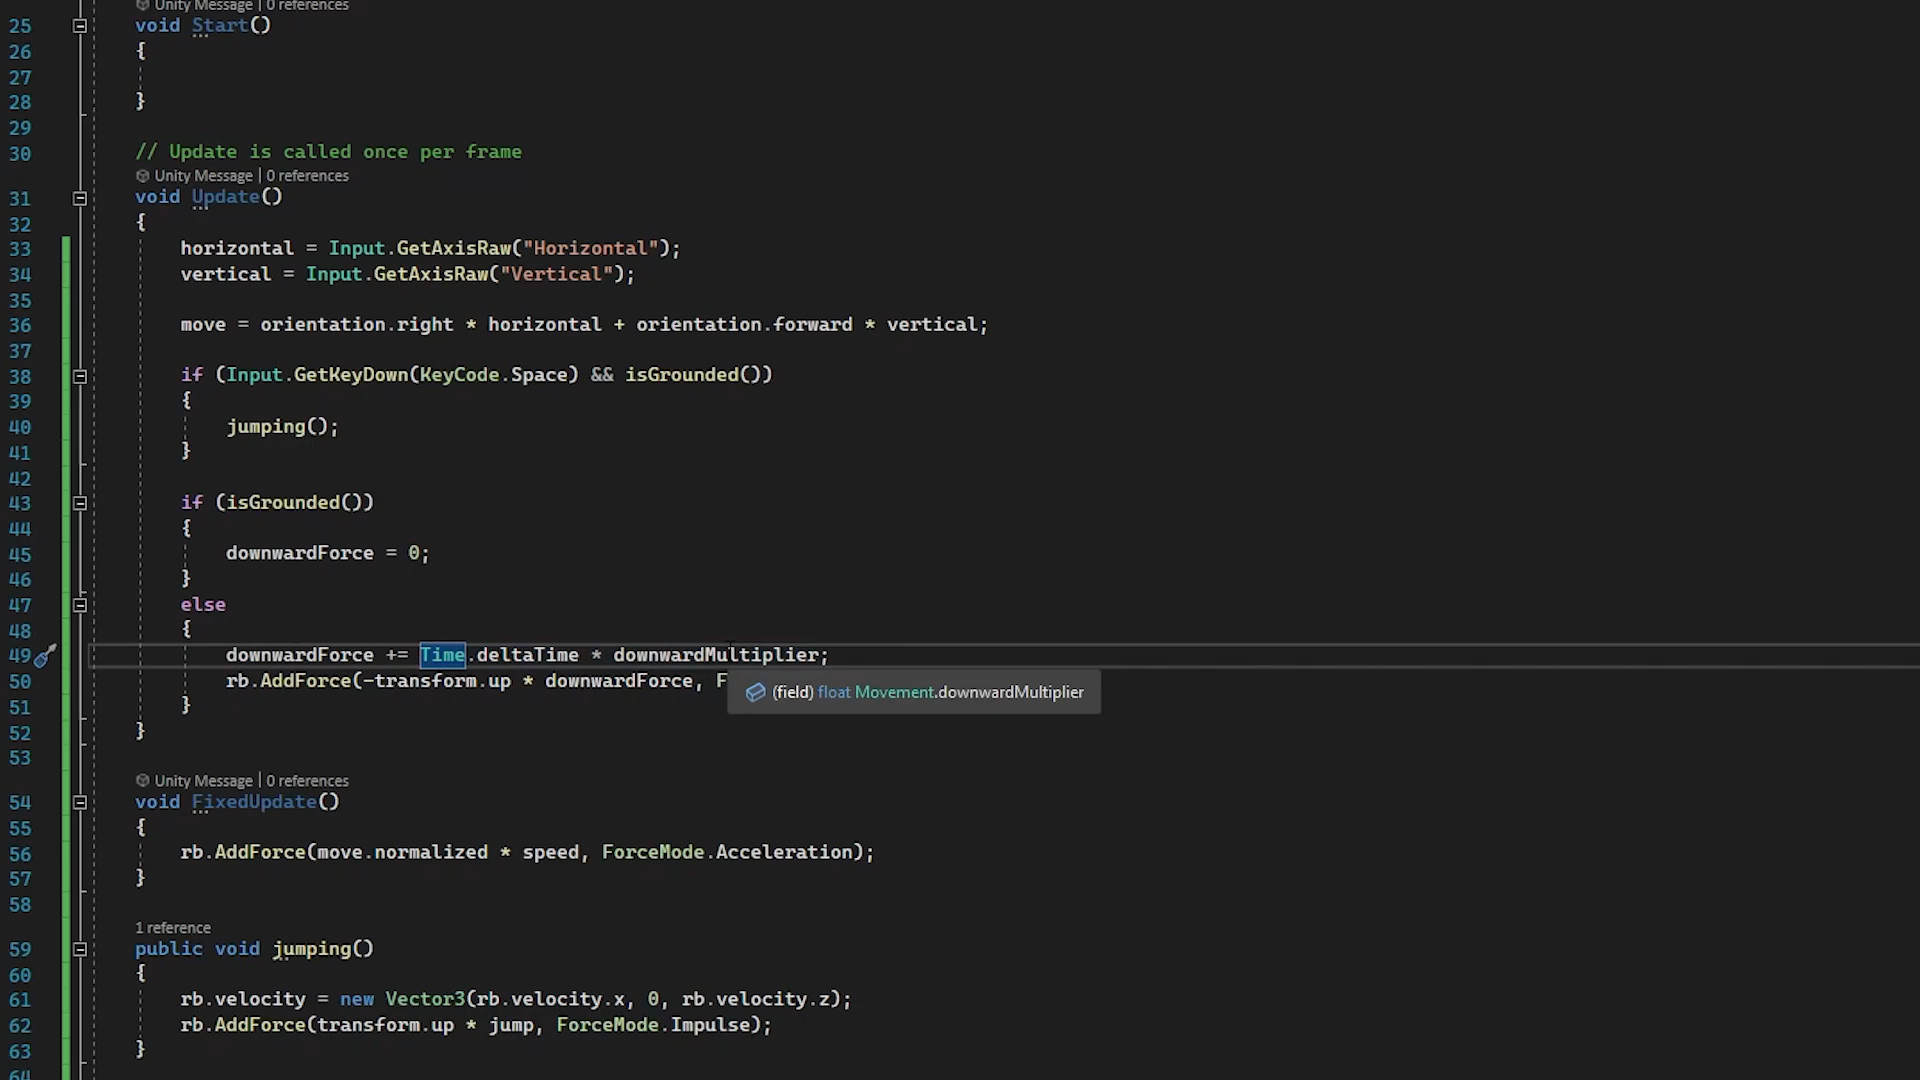 Unity Message | 0 references
25 void Start()
26 {
27
28 }
29
30 // Update is called once per frame
Unity Message | 0 references
31 void Update()
32 {
33 horizontal = Input.GetAxisRaw("Horizontal");
34 vertical = Input.GetAxisRaw("Vertical");
35
36 move = orientation.right * horizontal + orientation.forward * vertical;
37
38 if (Input.GetKeyDown(KeyCode.Space) && isGrounded())
39 {
40 jumping();
41 }
42
43 if (isGrounded())
44 {
45 downwardForce = 0;
46 }
47 else
48 {
49 downwardForce += Time.deltaTime * downwardMultiplier;
50 rb.AddForce(-transform.up * downwardForce, F
(field) float Movement.downwardMultiplier
51 }
52 }
53
Unity Message | 0 references
54 void FixedUpdate()
55 {
56 rb.AddForce(move.normalized * speed, ForceMode.Acceleration);
57 }
58
1 reference
59 public void jumping()
60 {
61 rb.velocity = new Vector3(rb.velocity.x, 0, rb.velocity.z);
62 rb.AddForce(transform.up * jump, ForceMode.Impulse);
63 }
64